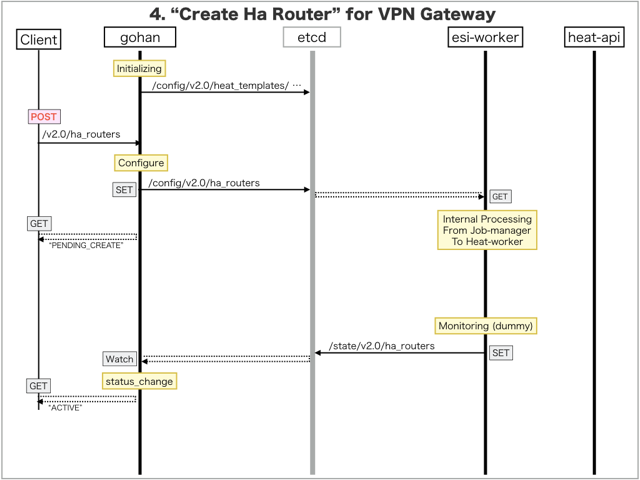 4. “Create Ha Router” for VPN Gateway
Client
gohan
etcd
esi-worker
heat-api
Initializing
/config/v2.0/heat_templates/ …
POST
/v2.0/ha_routers
Configure
SET
/config/v2.0/ha_routers
GET
Internal Processing
From Job-manager
To Heat-worker
GET
“PENDING_CREATE”
Monitoring (dummy)
/state/v2.0/ha_routers
SET
Watch
status_change
GET
“ACTIVE”